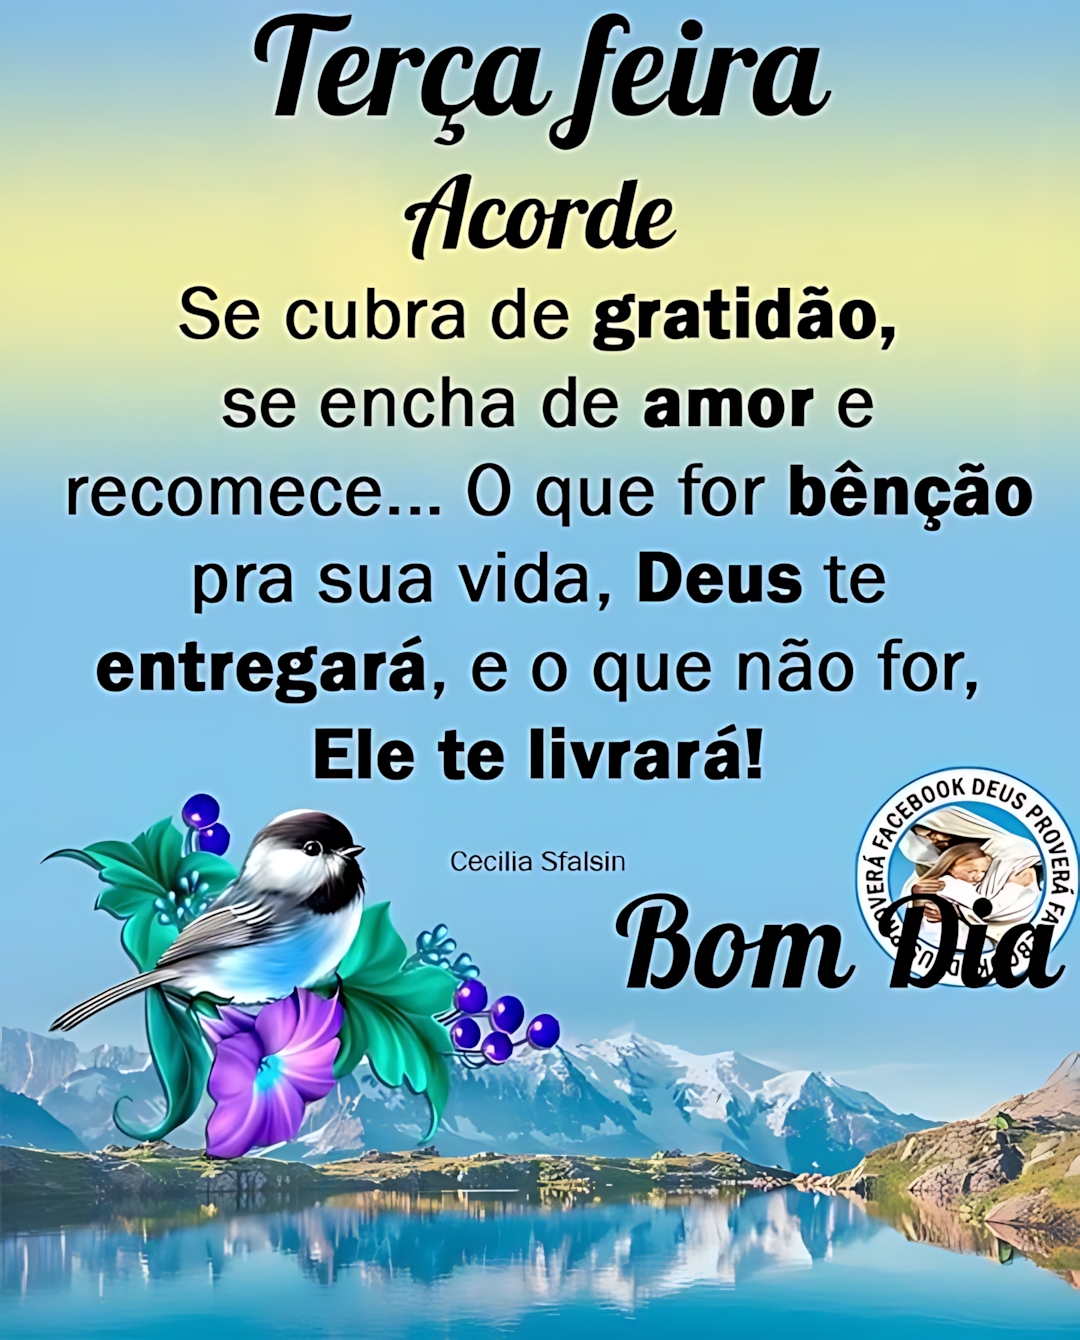 Terça feira
Acorde
Se cubra de gratidão,
se encha de amor e
recomece... O que for bênção
pra sua vida, Deus te
entregará, e o que não for,
Ele te livrará!
Cecilia Sfalsin
FACEBOOK DEUS PROVERÁ
Bom Dia